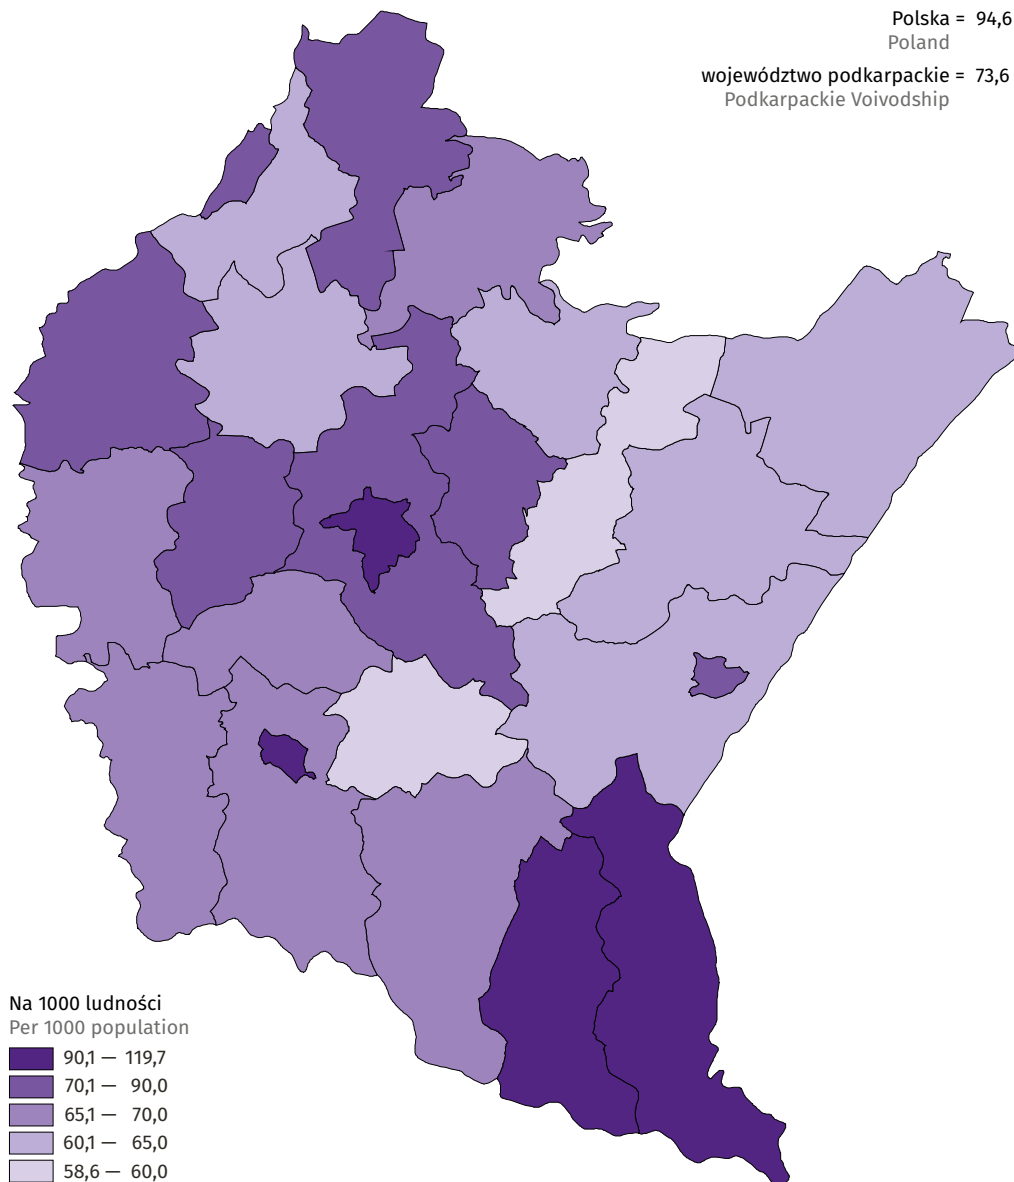 Polska = 94,6
Poland
województwo podkarpackie = 73,6
Podkarpackie Voivodship
Na 1000 ludności
Per 1000 population
90,1 — 119,7
70,1 — 90,0
65,1 — 70,0
60,1 — 65,0
58,6 — 60,0